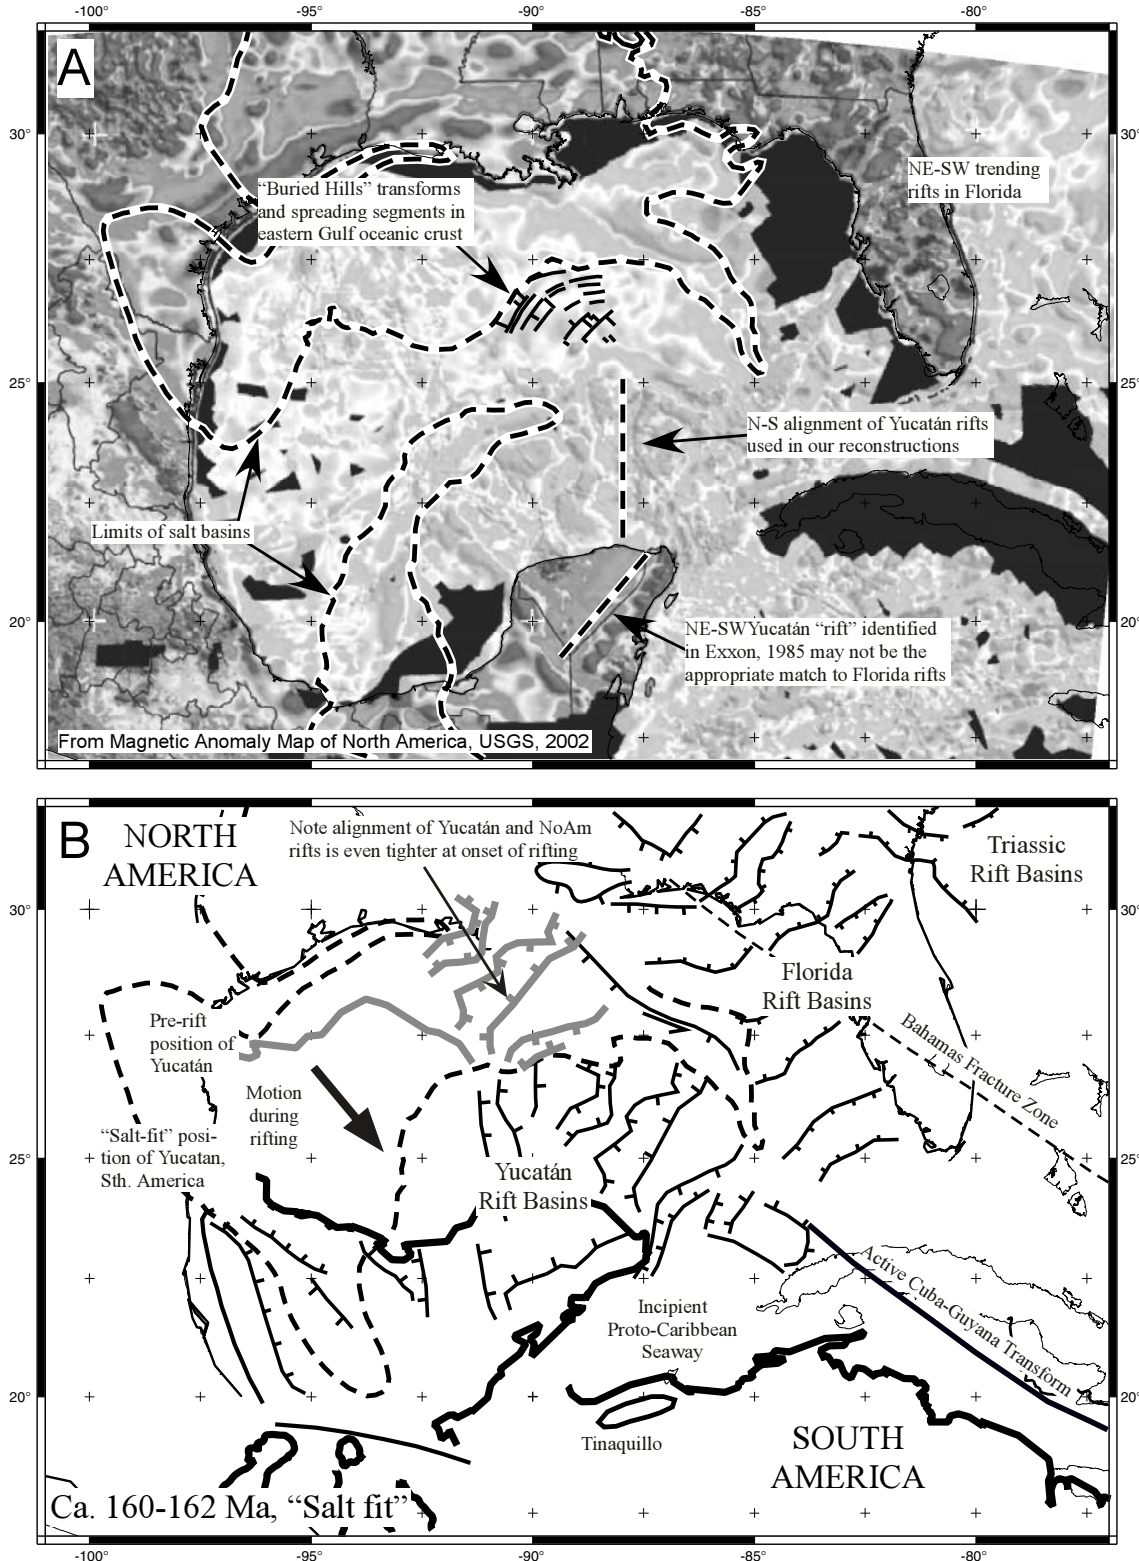 -100° -95° -90° -85° -80°
A
30° 30°
NE-SW trending
rifts in Florida
“Buried Hills” transforms
and spreading segments in
eastern Gulf oceanic crust
25° 25°
N-S alignment of Yucatán rifts
used in our reconstructions
Limits of salt basins
20° 20°
NE-SWYucatán “rift” identified
in Exxon, 1985 may not be the
appropriate match to Florida rifts
From Magnetic Anomaly Map of North America, USGS, 2002
B
NORTH
AMERICA
Note alignment of Yucatán and NoAm
rifts is even tighter at onset of rifting
Triassic
Rift Basins
30° 30°
Florida
Rift Basins
Pre-rift
position of
Yucatán
Bahamas Fracture Zone
Motion
during
rifting
“Salt-fit” posi-
tion of Yucatan,
Sth. America
25° 25°
Yucatán
Rift Basins
Active Cuba-Guyana Transform
Incipient
Proto-Caribbean
Seaway
20° 20°
Tinaquillo
SOUTH
AMERICA
Ca. 160-162 Ma, “Salt fit”
-100° -95° -90° -85° -80°